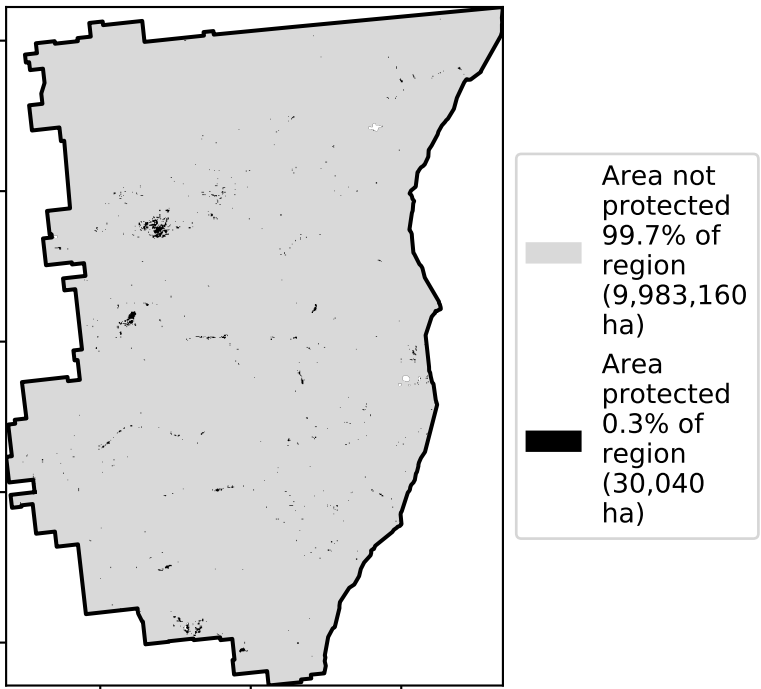 Area not
protected
99.7% of
region
(9,983,160
ha)
Area
protected
0.3% of
region
(30,040
ha)